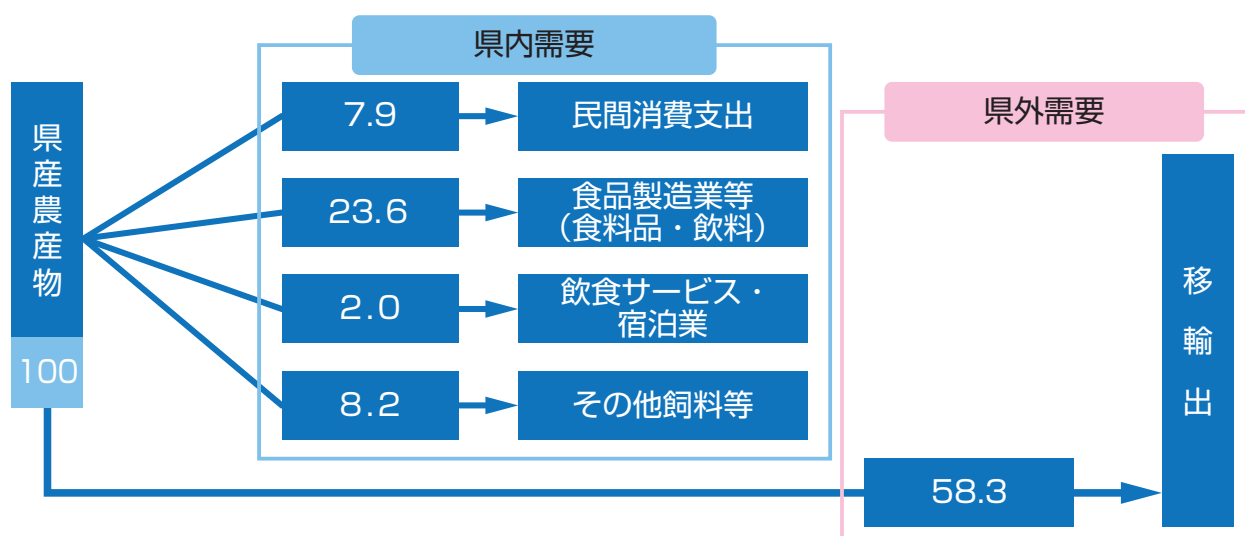 県内需要
県外需要
県産農産物
100
7.9
民間消費支出
23.6
食品製造業等
（食料品・飲料）
2.0
飲食サービス・
宿泊業
8.2
その他飼料等
58.3
移輸出